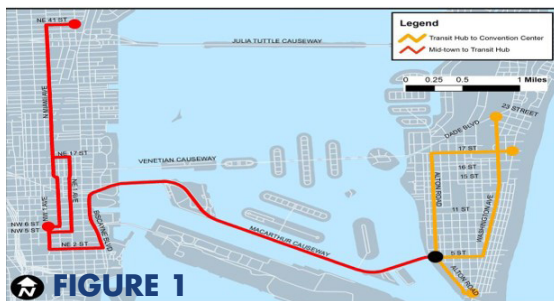 NE 41 ST
Legend
Transit Hub to Convention Center
Mid-town to Transit Hub
0 0.25 0.5 1 Miles
JULIA TUTTLE CAUSEWAY
N MIAMI AVE
23 STREET
DADE BLVD
17 ST
NE 17 ST
VENETIAN CAUSEWAY
16 ST
15 ST
ALTON ROAD
WASHINGTON AVE
NE 1 AVE
NW 1 AVE
BISCAYNE BLVD
11 ST
NW 6 ST
NW 5 ST
NE 2 ST
MACARTHUR CAUSEWAY
5 ST
ALTON ROAD
N
FIGURE 1